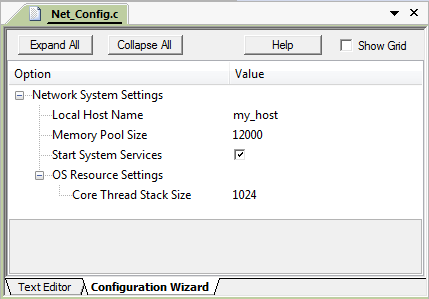 Net_Config.c
Expand All Collapse All Help Show Grid
Option Value
Network System Settings
Local Host Name my_host
Memory Pool Size 12000
Start System Services
OS Resource Settings
Core Thread Stack Size 1024
Text Editor Configuration Wizard